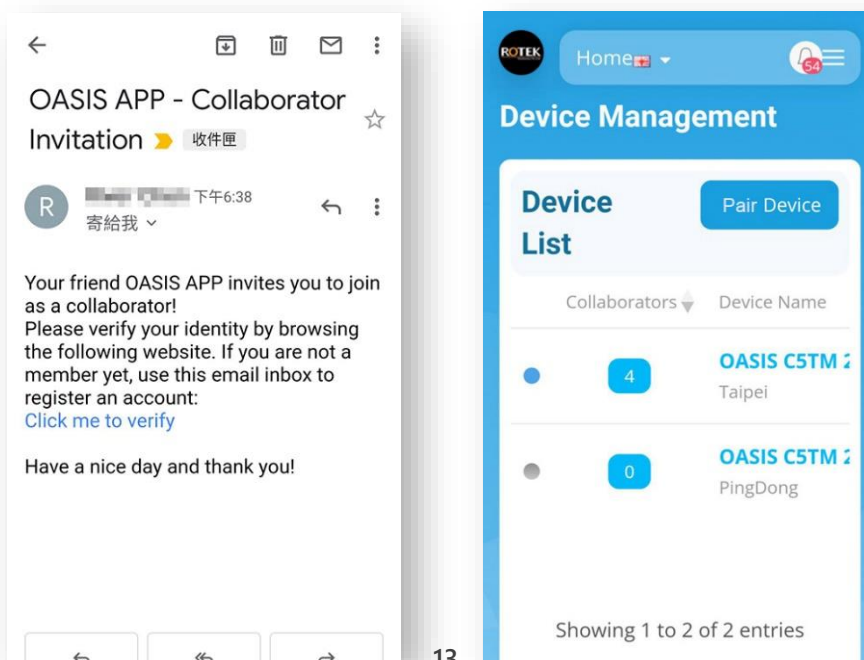 OASIS APP - Collaborator
Invitation 收件匣
R
下午6:38
寄給我
Your friend OASIS APP invites you to join
as a collaborator!
Please verify your identity by browsing
the following website. If you are not a
member yet, use this email inbox to
register an account:
Click me to verify
Have a nice day and thank you!
13
ROTEK
Home
54
Device Management
Device
List
Pair Device
Collaborators Device Name
4 OASIS C5TM 2
Taipei
0 OASIS C5TM 2
PingDong
Showing 1 to 2 of 2 entries